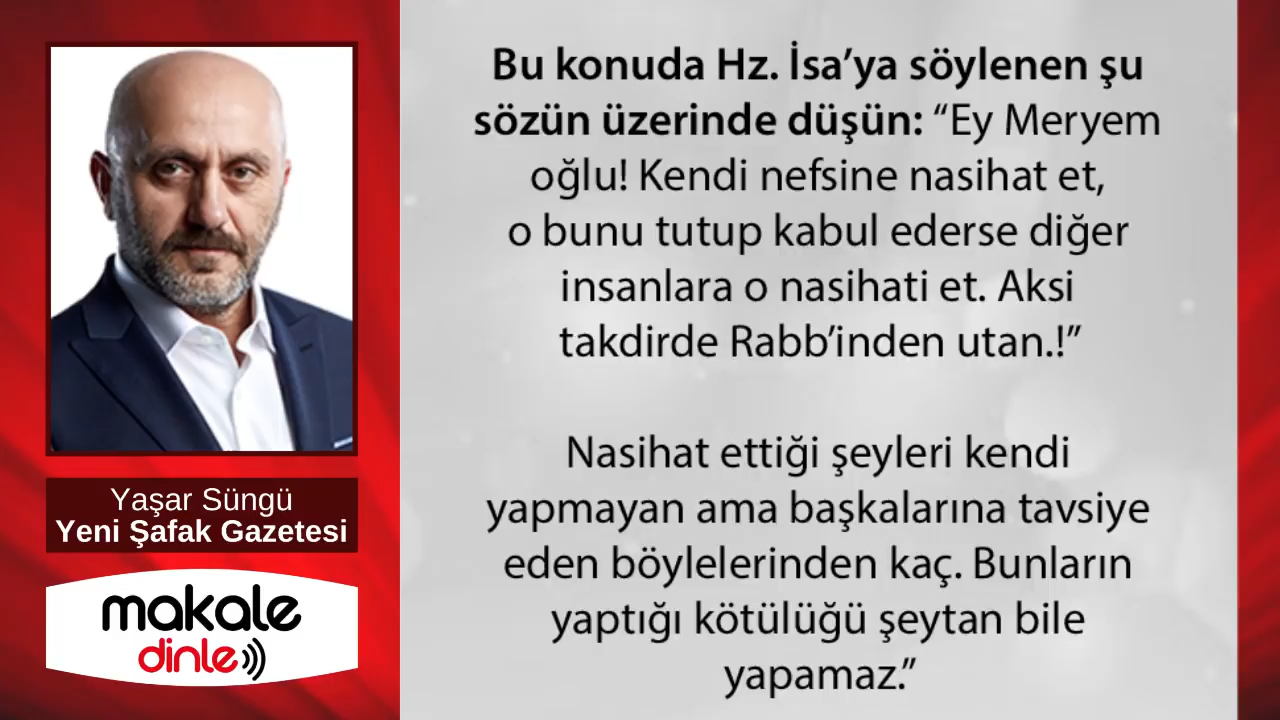 Bu konuda Hz. İsa’ya söylenen şu
sözün üzerinde düşün: “Ey Meryem
oğlu! Kendi nefsine nasihat et,
o bunu tutup kabul ederse diğer
insanlara o nasihati et. Aksi
takdirde Rabb’inden utan.!”
Nasihat ettiği şeyleri kendi
yapmayan ama başkalarına tavsiye
eden böylelerinden kaç. Bunların
yaptığı kötülüğü şeytan bile
yapamaz.”
Yaşar Süngü
Yeni Şafak Gazetesi
makale
dinle